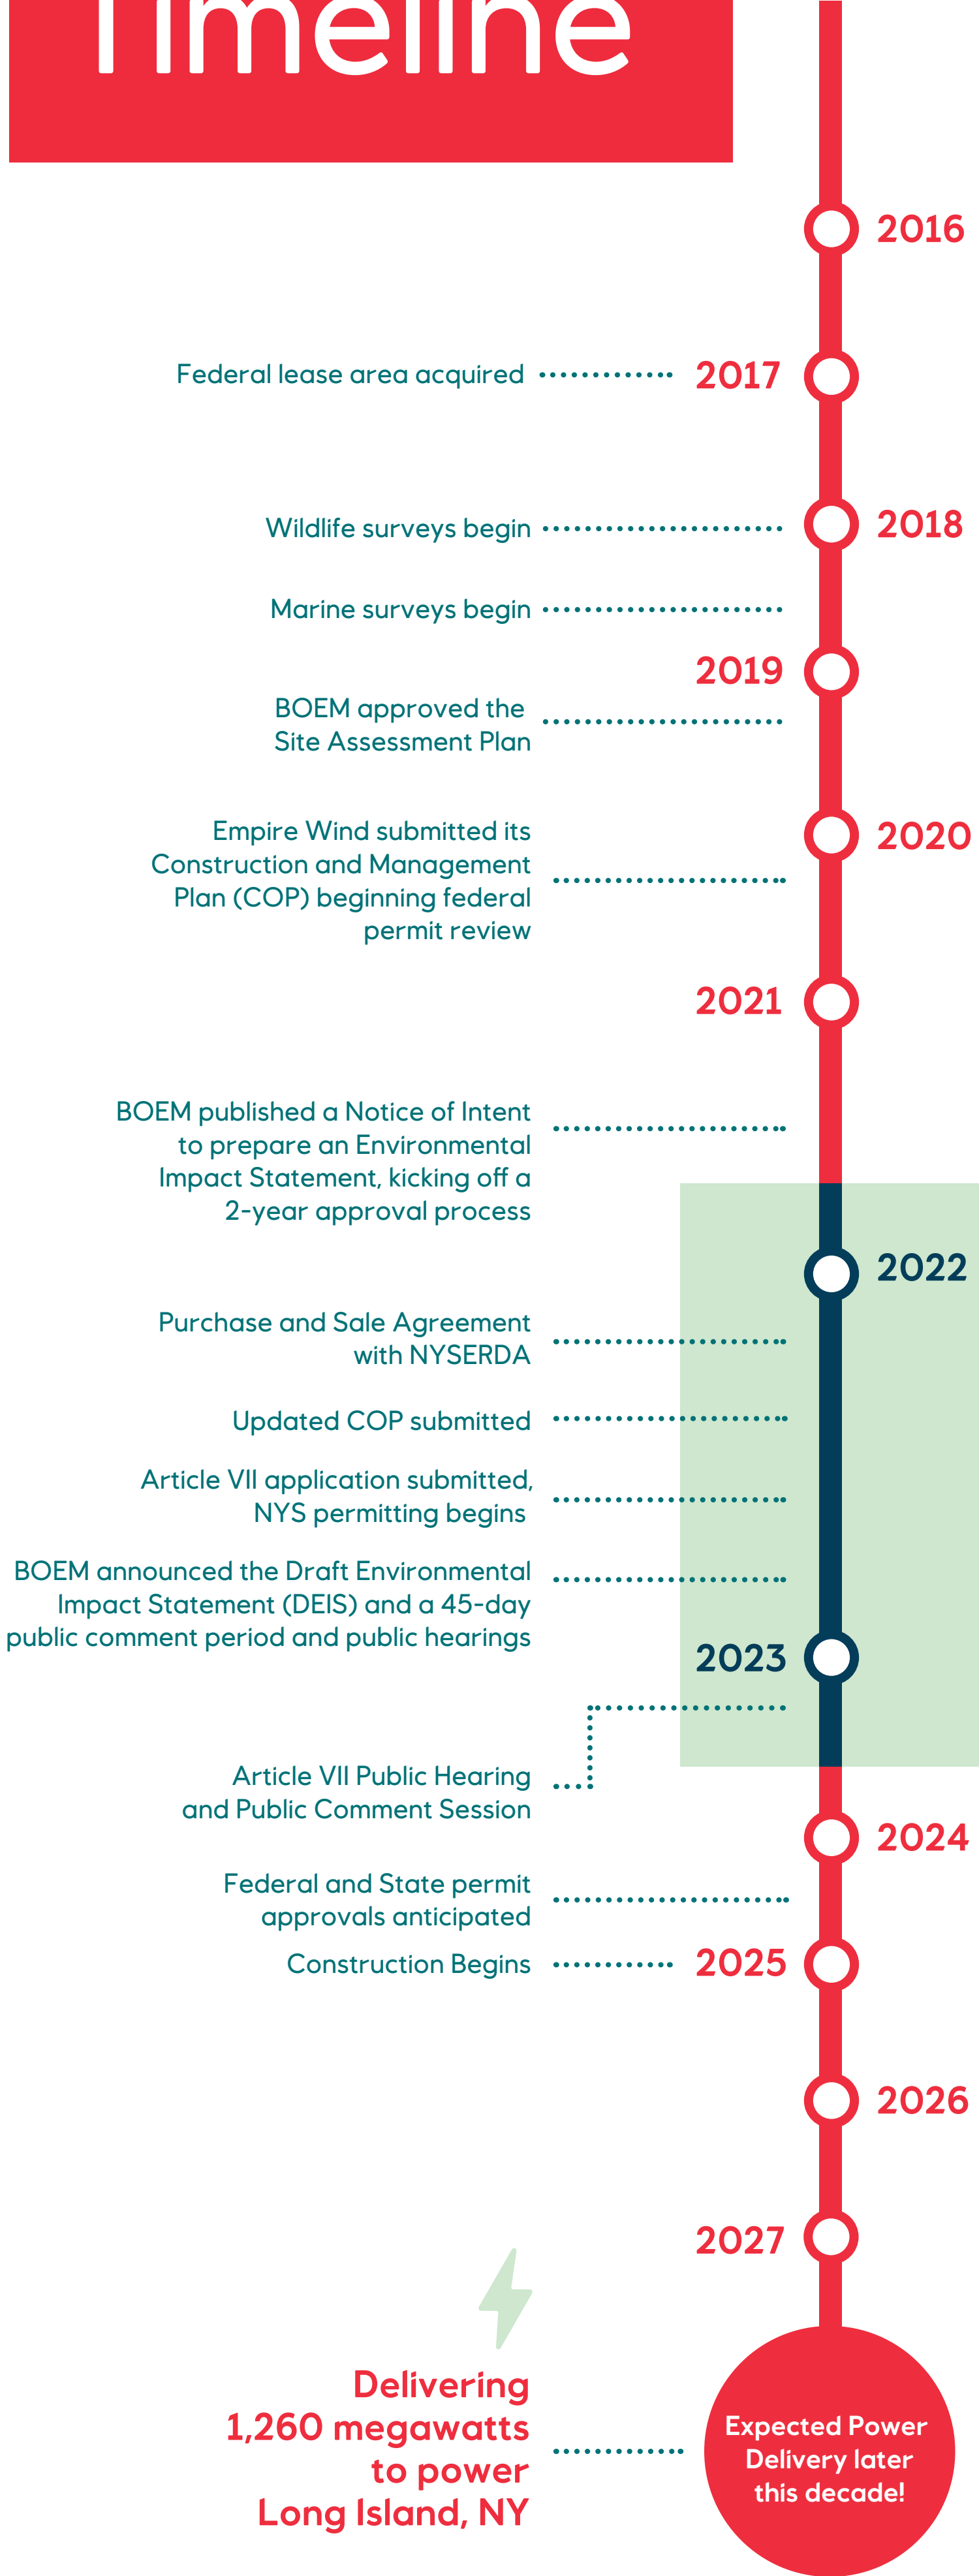 Timeline
2016
Federal lease area acquired
2017
Wildlife surveys begin
2018
Marine surveys begin
2019
BOEM approved the
Site Assessment Plan
2020
Empire Wind submitted its
Construction and Management
Plan (COP) beginning federal
permit review
2021
BOEM published a Notice of Intent
to prepare an Environmental
Impact Statement, kicking off a
2-year approval process
2022
Purchase and Sale Agreement
with NYSERDA
Updated COP submitted
Article VII application submitted,
NYS permitting begins
BOEM announced the Draft Environmental
Impact Statement (DEIS) and a 45-day
public comment period and public hearings
2023
Article VII Public Hearing
and Public Comment Session
2024
Federal and State permit
approvals anticipated
Construction Begins
2025
2026
2027
Delivering
1,260 megawatts
to power
Long Island, NY
Expected Power
Delivery later
this decade!